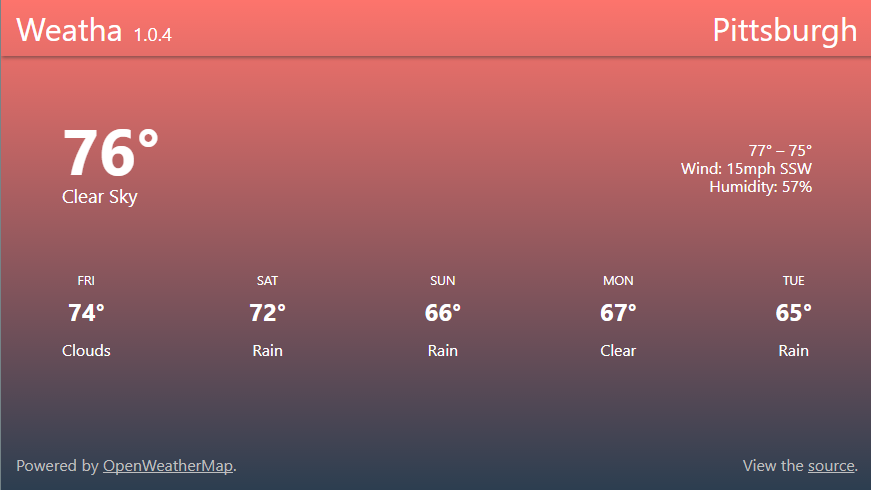 Weatha 1.0.4
Pittsburgh
76°
Clear Sky
77° – 75°
Wind: 15mph SSW
Humidity: 57%
FRI SAT SUN MON TUE
74° 72° 66° 67° 65°
Clouds Rain Rain Clear Rain
Powered by OpenWeatherMap.
View the source.